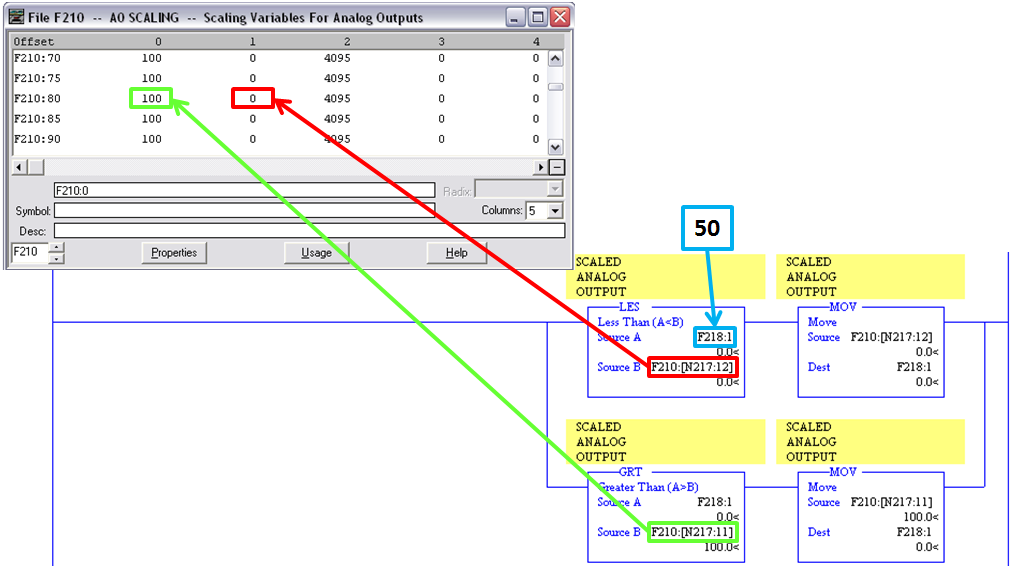 File F210 -- AO SCALING -- Scaling Variables For Analog Outputs
Offset 0 1 2 3 4
F210:70 100 0 4095 0 0
F210:75 100 0 4095 0 0
F210:80 100 0 4095 0 0
F210:85 100 0 4095 0 0
F210:90 100 0 4095 0 0
F210:0 Radix:
Symbol: Columns: 5
Desc:
F210 Properties Usage Help
50
SCALED
ANALOG
OUTPUT
LES
Less Than (A<B)
Source A F218:1
0.0<
Source B F210:[N217:12]
0.0<
SCALED
ANALOG
OUTPUT
MOV
Move
Source F210:[N217:12]
0.0<
Dest F218:1
0.0<
SCALED
ANALOG
OUTPUT
GRT
Greater Than (A>B)
Source A F218:1
0.0<
Source B F210:[N217:11]
100.0<
SCALED
ANALOG
OUTPUT
MOV
Move
Source F210:[N217:11]
100.0<
Dest F218:1
0.0<